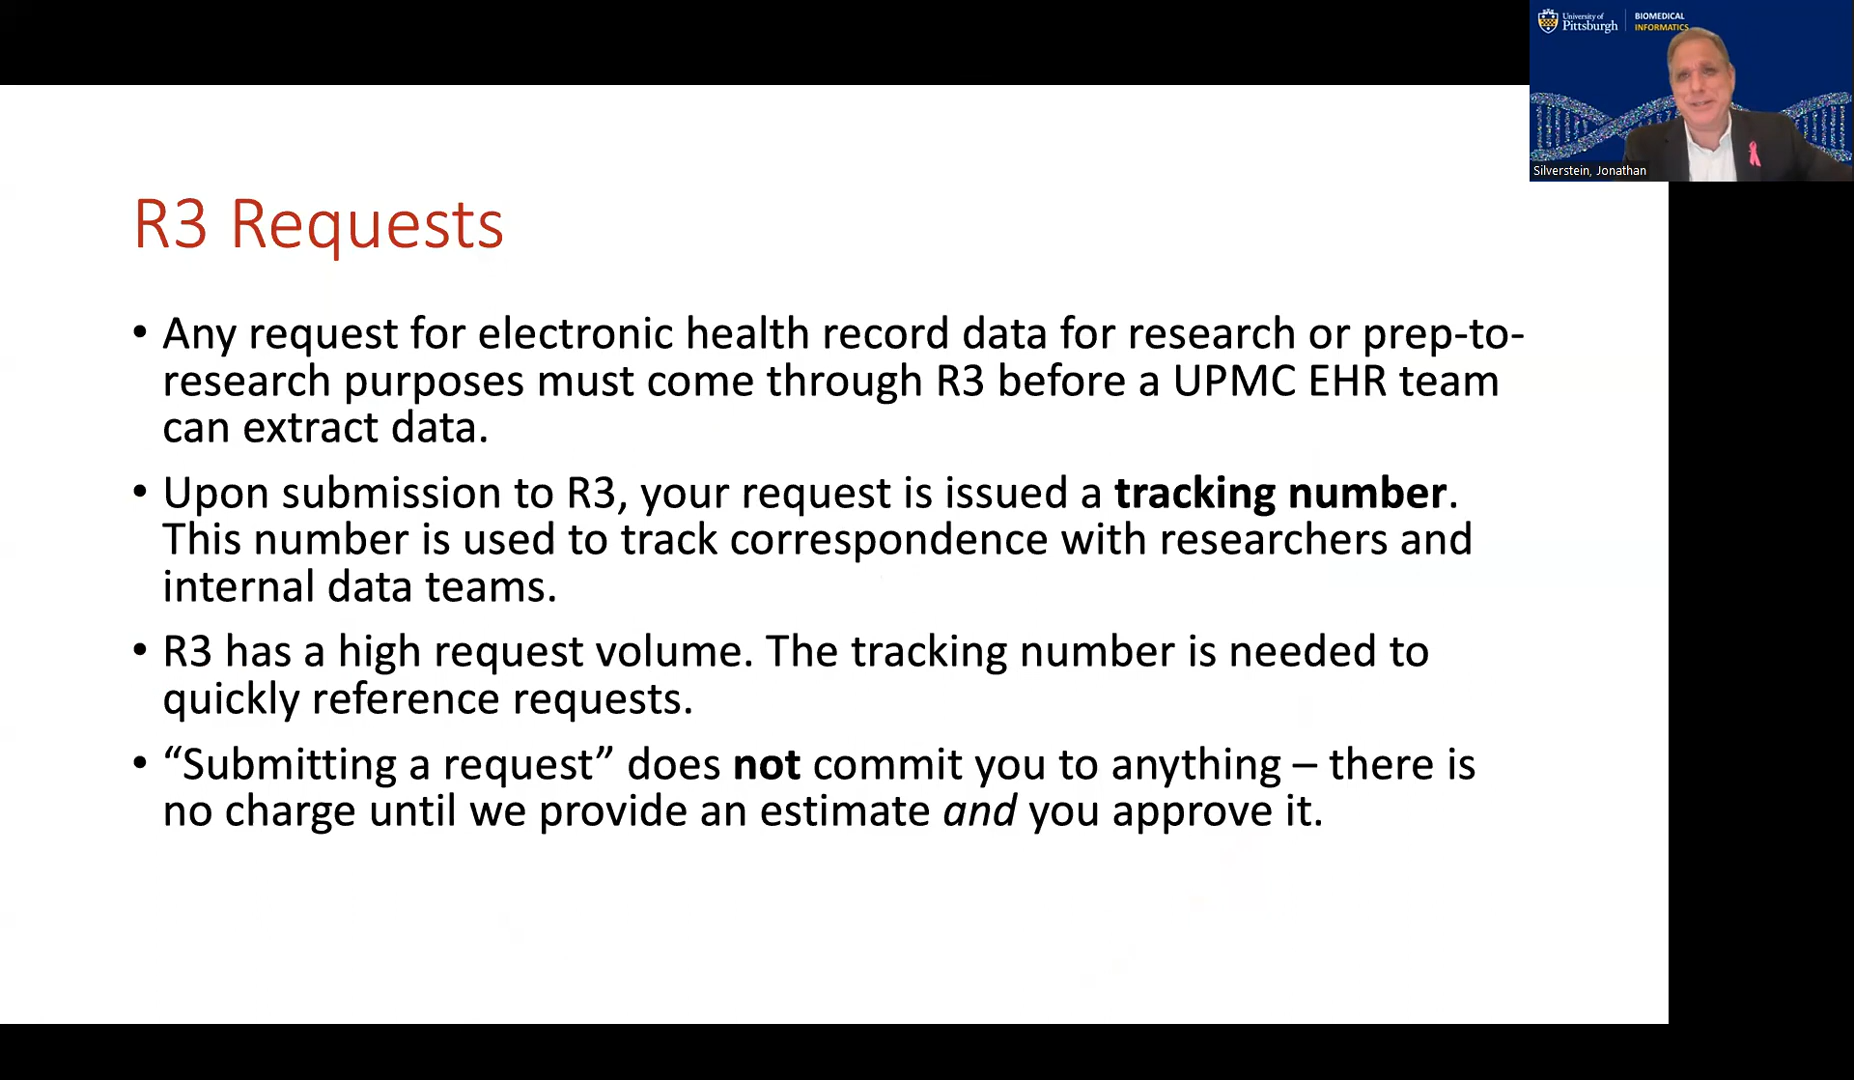 University of
Pittsburgh
BIOMEDICAL
INFORMATICS
Silverstein, Jonathan
R3 Requests
• Any request for electronic health record data for research or prep-to-
research purposes must come through R3 before a UPMC EHR team
can extract data.
• Upon submission to R3, your request is issued a tracking number.
This number is used to track correspondence with researchers and
internal data teams.
• R3 has a high request volume. The tracking number is needed to
quickly reference requests.
• “Submitting a request” does not commit you to anything – there is
no charge until we provide an estimate and you approve it.